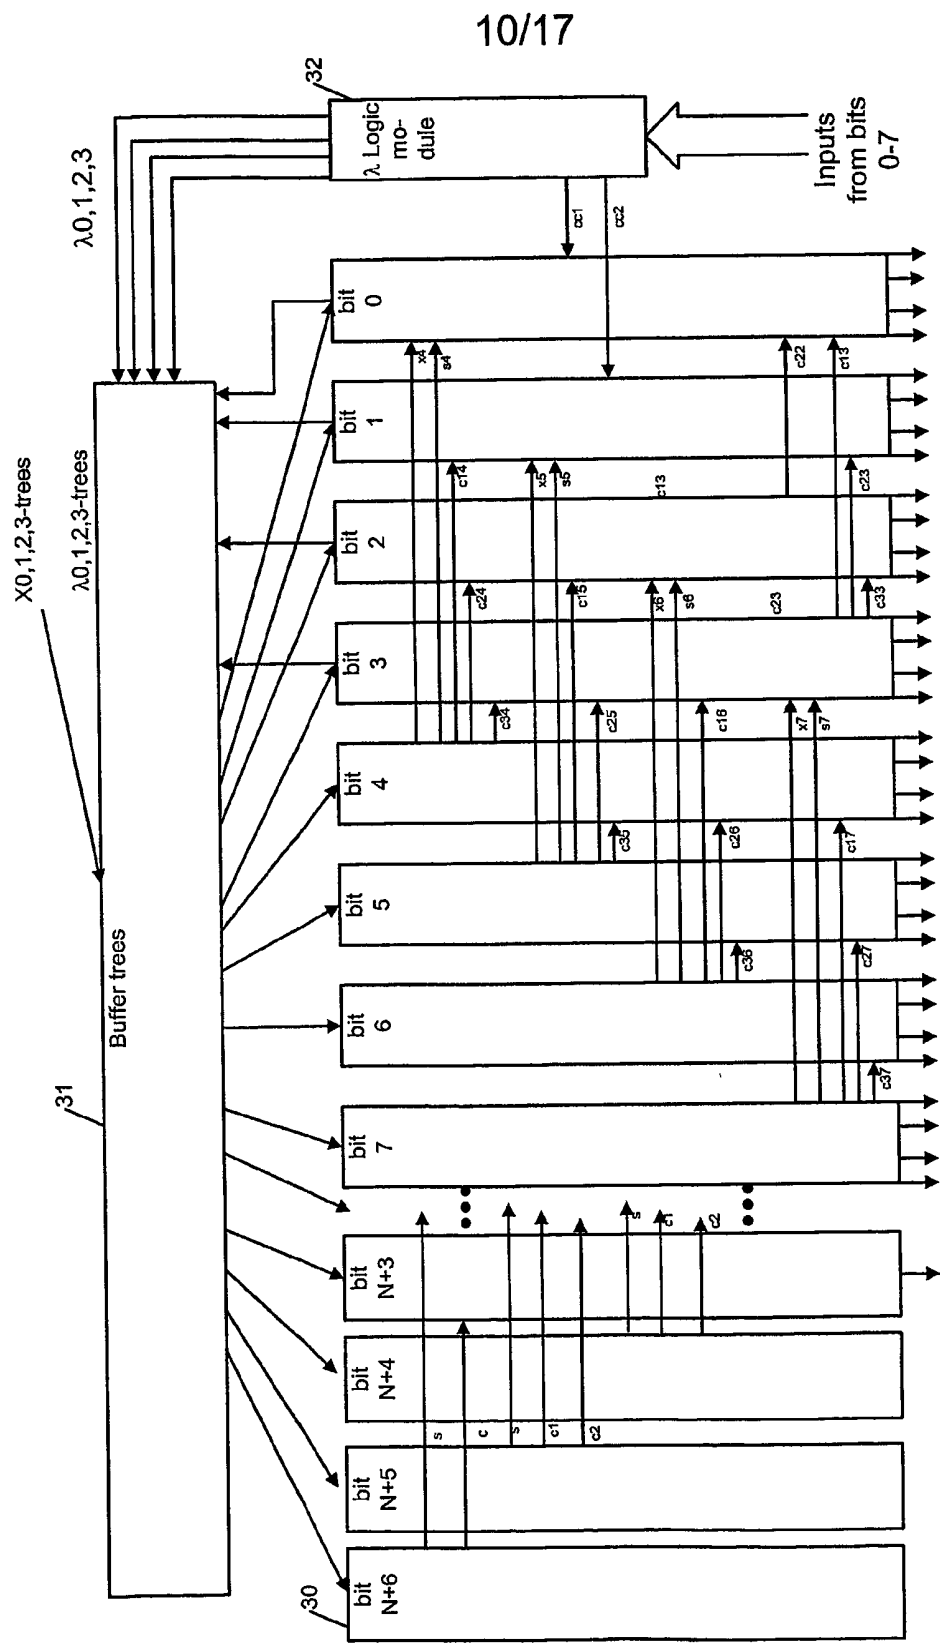 10/17
32
λ Logic
mo-
dule
Inputs
from bits
0-7
λ0,1,2,3
cc1
cc2
X0,1,2,3-trees
λ0,1,2,3-trees
Buffer trees
31
30
bit
0
bit
1
bit
2
bit
3
bit
4
bit
5
bit
6
bit
7
bit
N+3
bit
N+4
bit
N+5
bit
N+6
x4
s4
c22
c13
c14
x5
s5
c13
c23
c24
c15
x6
s6
c23
c33
c34
c25
c16
x7
s7
c35
c26
c17
c36
c27
c37
s
c1
c2
s
c
s
c1
c2